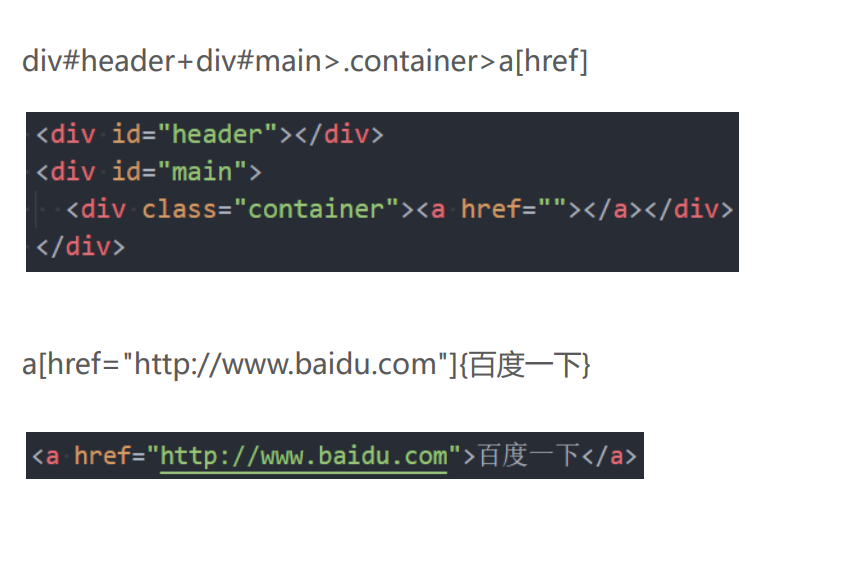 div#header+div#main>.container>a[href]
<div id="header"></div>
<div id="main">
<div class="container"><a href=""></a></div>
</div>
a[href="http://www.baidu.com"]{百度一下}
<a href="http://www.baidu.com">百度一下</a>